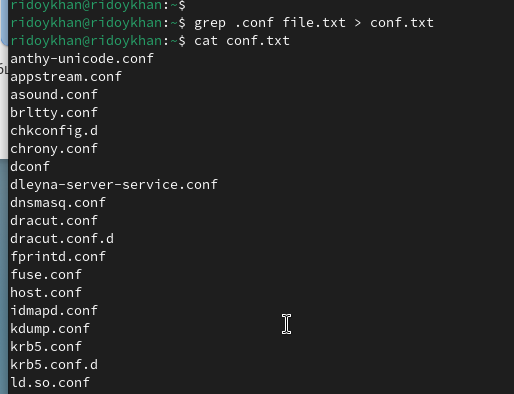 ridoykhan@ridoykhan:~$
ridoykhan@ridoykhan:~$ grep .conf file.txt > conf.txt
ridoykhan@ridoykhan:~$ cat conf.txt
anthy-unicode.conf
appstream.conf
asound.conf
brltty.conf
chkconfig.d
chrony.conf
dconf
dleyna-server-service.conf
dnsmasq.conf
dracut.conf
dracut.conf.d
fprintd.conf
fuse.conf
host.conf
idmapd.conf
kdump.conf
krb5.conf
krb5.conf.d
ld.so.conf